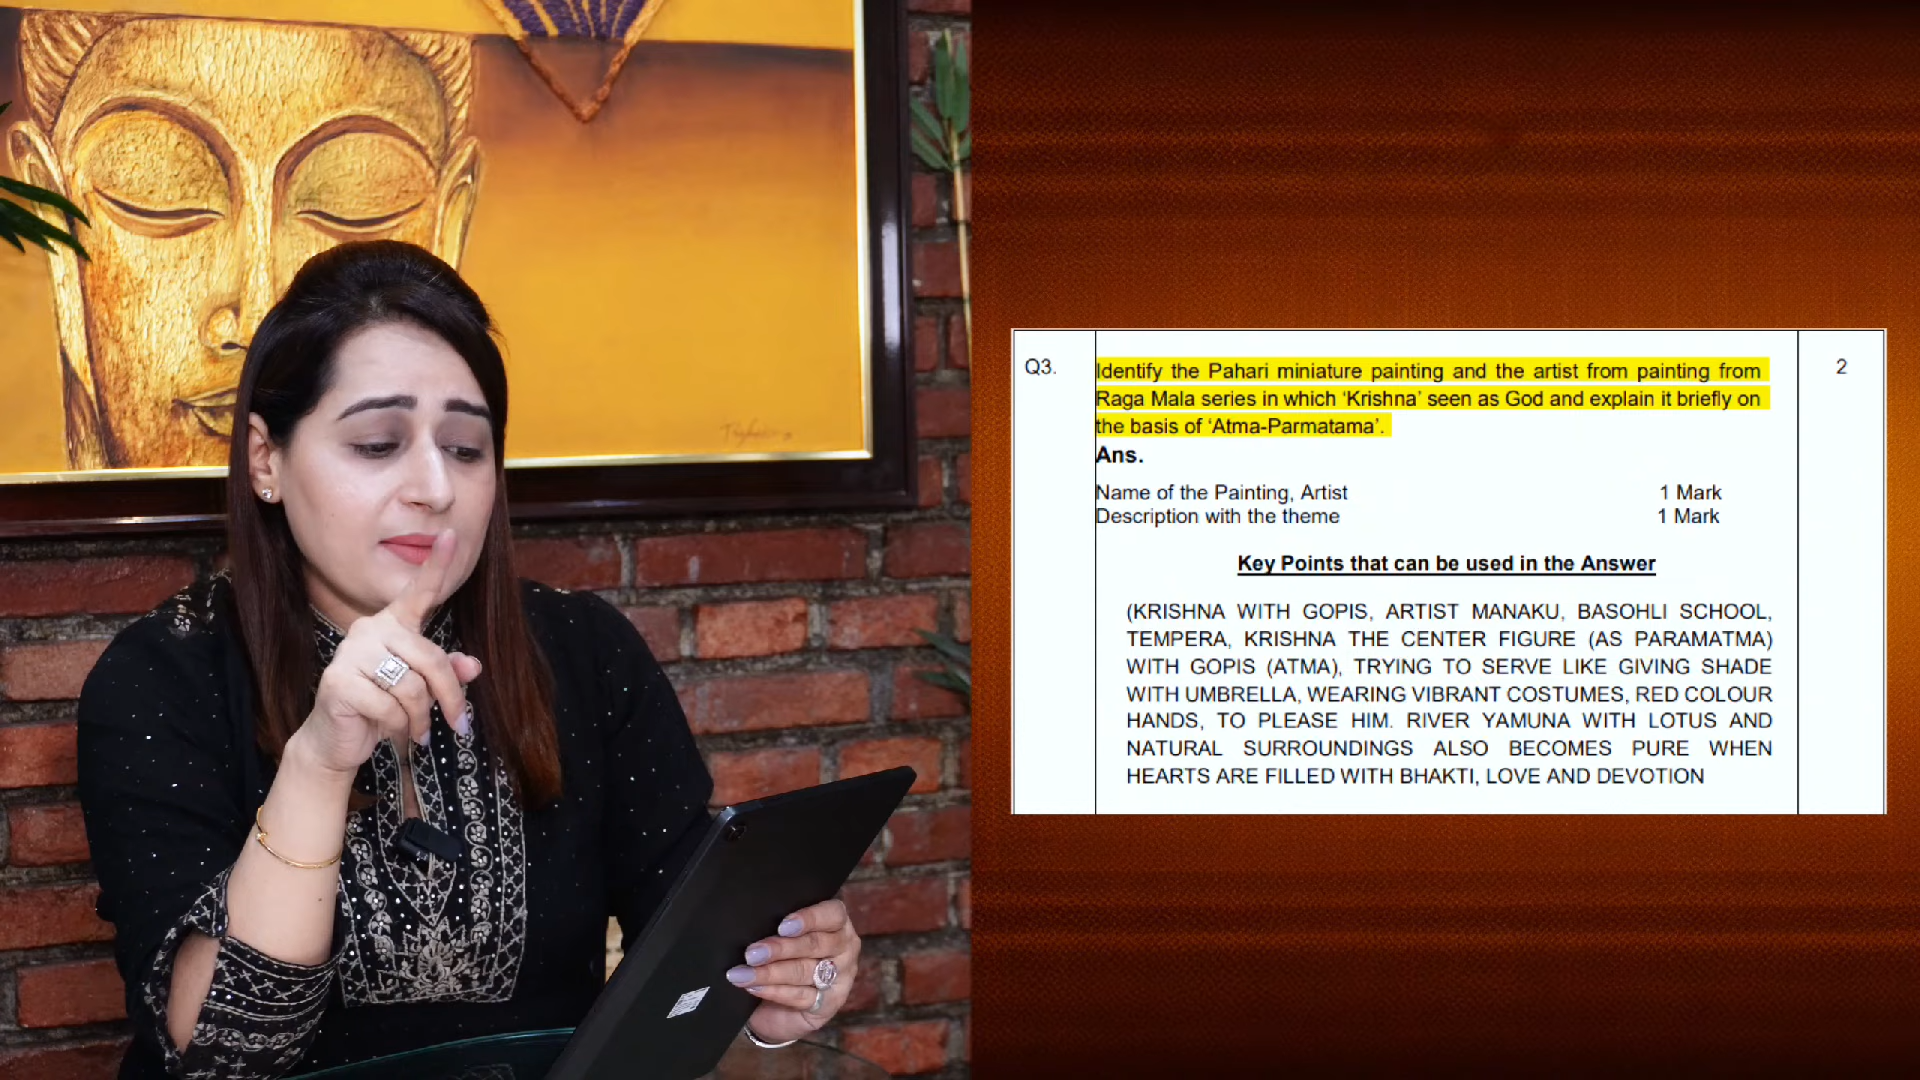 Q3.
Identify the Pahari miniature painting and the artist from painting from
Raga Mala series in which ‘Krishna’ seen as God and explain it briefly on
the basis of ‘Atma-Parmatama’.
2
Ans.
Name of the Painting, Artist 1 Mark
Description with the theme 1 Mark
Key Points that can be used in the Answer
(KRISHNA WITH GOPIS, ARTIST MANAKU, BASOHLI SCHOOL,
TEMPERA, KRISHNA THE CENTER FIGURE (AS PARAMATMA)
WITH GOPIS (ATMA), TRYING TO SERVE LIKE GIVING SHADE
WITH UMBRELLA, WEARING VIBRANT COSTUMES, RED COLOUR
HANDS, TO PLEASE HIM. RIVER YAMUNA WITH LOTUS AND
NATURAL SURROUNDINGS ALSO BECOMES PURE WHEN
HEARTS ARE FILLED WITH BHAKTI, LOVE AND DEVOTION